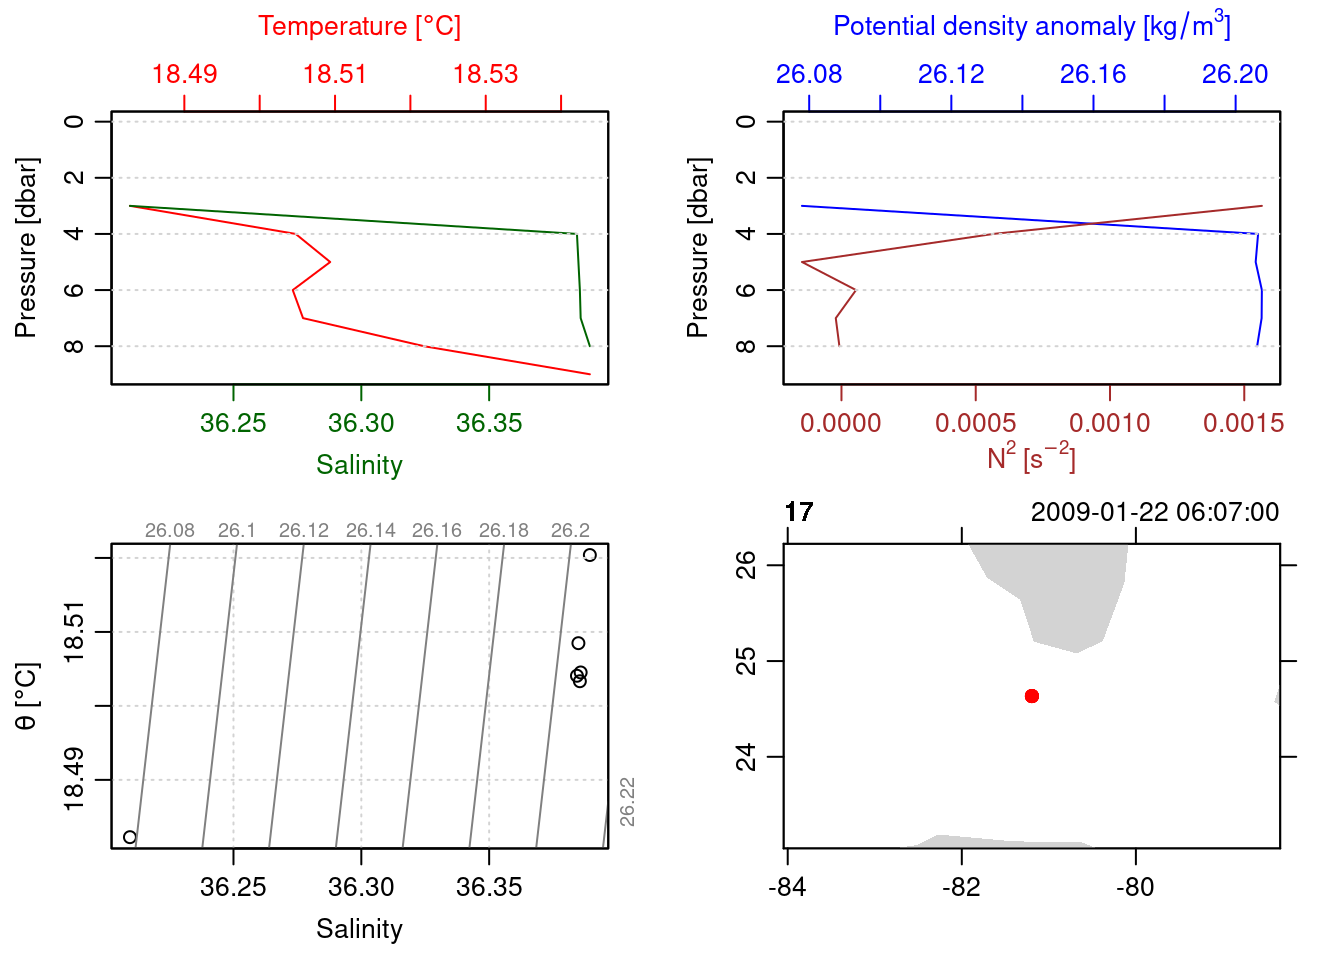 Temperature [°C]
18.49 18.51 18.53
0
2
4
6
8
Pressure [dbar]
36.25 36.30 36.35
Salinity
Potential density anomaly [kg/m³]
26.08 26.12 26.16 26.20
0
2
4
6
8
Pressure [dbar]
0.0000 0.0005 0.0010 0.0015
N² [s⁻²]
26.08 26.1 26.12 26.14 26.16 26.18 26.2
18.51
18.49
θ [°C]
26.22
36.25 36.30 36.35
Salinity
17 2009-01-22 06:07:00
26
25
24
-84 -82 -80